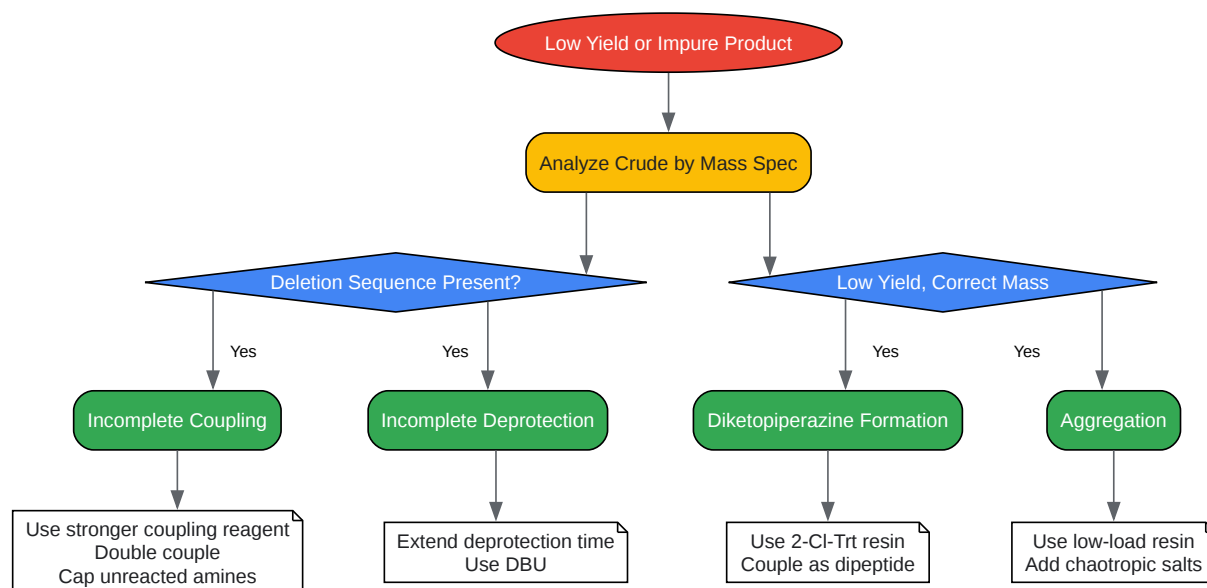 Low Yield or Impure Product
Analyze Crude by Mass Spec
Deletion Sequence Present?
Low Yield, Correct Mass
Yes
Yes
Yes
Yes
Incomplete Coupling
Incomplete Deprotection
Diketopiperazine Formation
Aggregation
Use stronger coupling reagent
Double couple
Cap unreacted amines
Extend deprotection time
Use DBU
Use 2-Cl-Trt resin
Couple as dipeptide
Use low-load resin
Add chaotropic salts